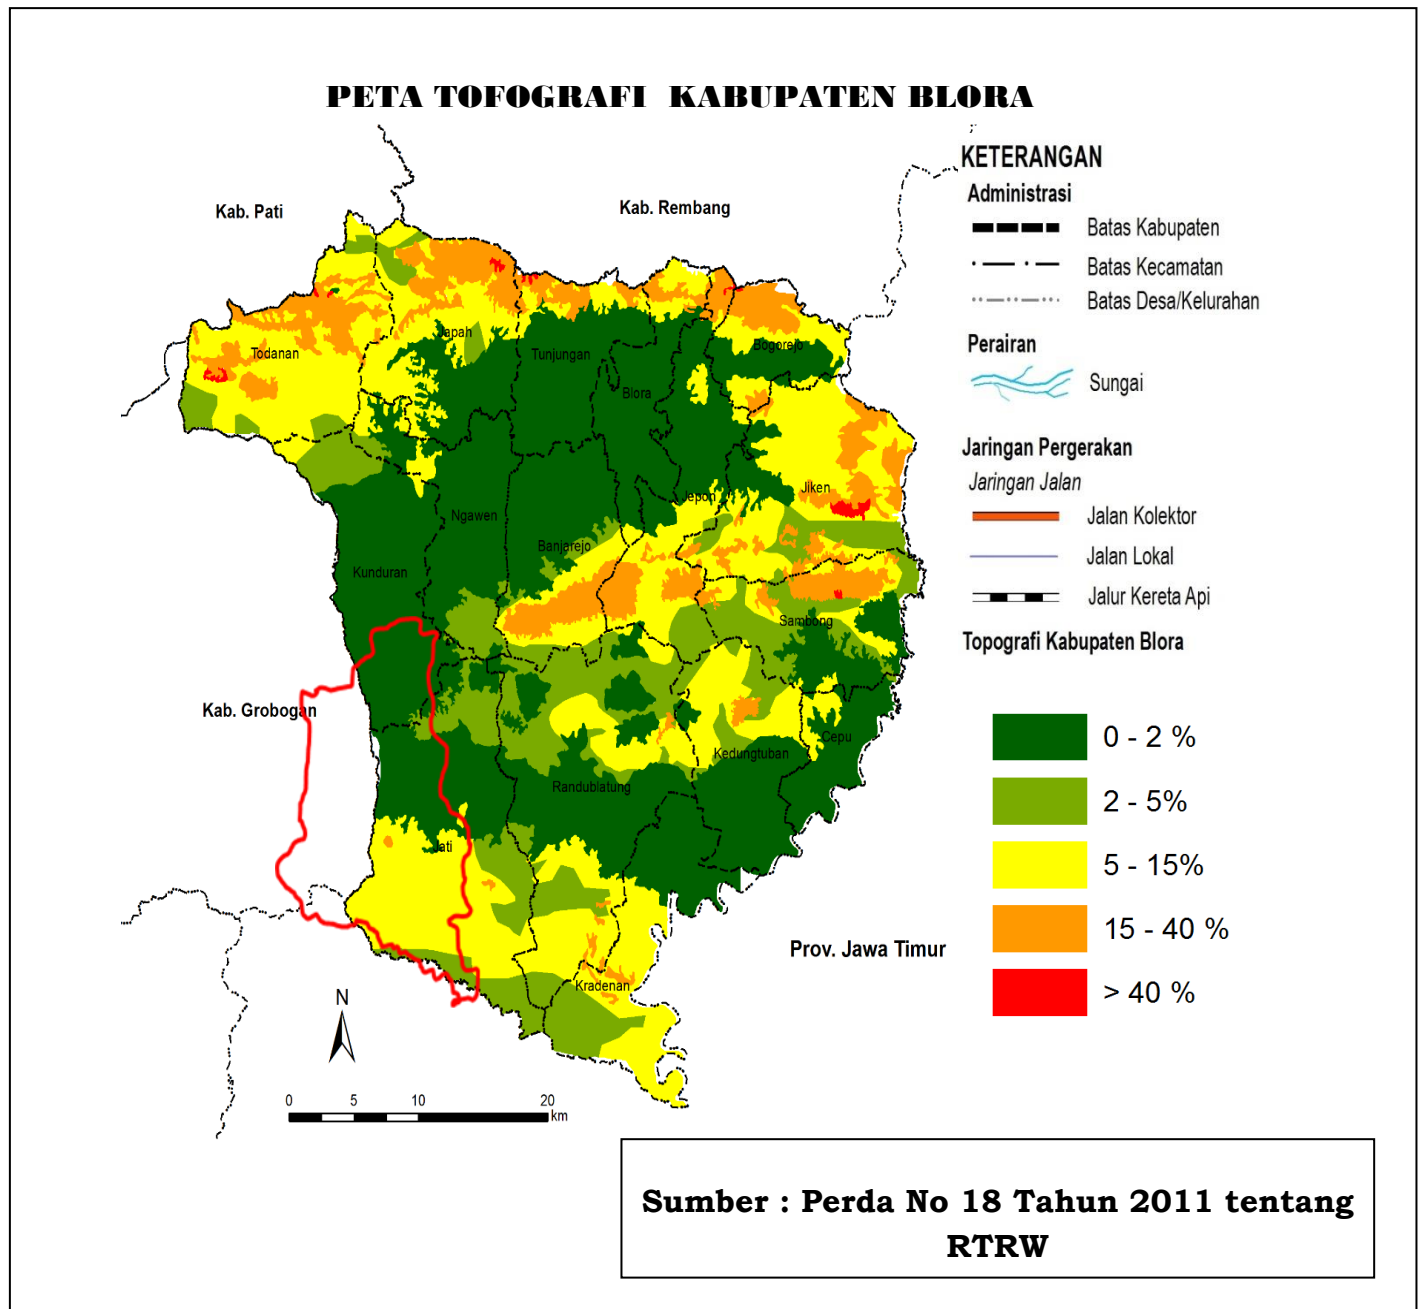 PETA TOFOGRAFI KABUPATEN BLORA
Kab. Pati
Kab. Rembang
Todanan
Japah
Tunjungan
Blora
Bogorejo
Jepon
Jiken
Ngawen
Banjarejo
Kunduran
Sambong
Kab. Grobogan
Cepu
Kedungtuban
Randublatung
Jati
Kradenan
Prov. Jawa Timur
N
0 5 10 20
km
KETERANGAN
Administrasi
Batas Kabupaten
Batas Kecamatan
Batas Desa/Kelurahan
Perairan
Sungai
Jaringan Pergerakan
Jaringan Jalan
Jalan Kolektor
Jalan Lokal
Jalur Kereta Api
Topografi Kabupaten Blora
0 - 2 %
2 - 5%
5 - 15%
15 - 40 %
> 40 %
Sumber : Perda No 18 Tahun 2011 tentang
RTRW